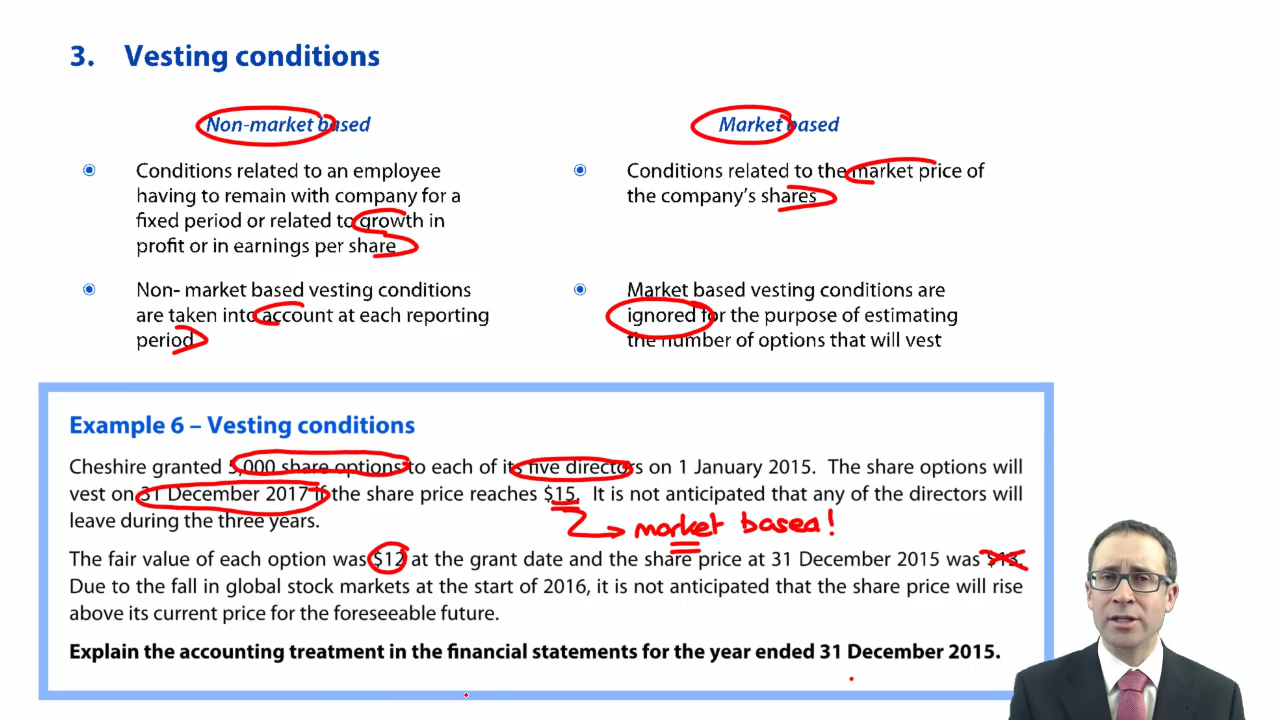 3. Vesting conditions
Non-market based
Conditions related to an employee
having to remain with company for a
fixed period or related to growth in
profit or in earnings per share
Non- market based vesting conditions
are taken into account at each reporting
period
Market based
Conditions related to the market price of
the company's shares
Market based vesting conditions are
ignored for the purpose of estimating
the number of options that will vest
Example 6 – Vesting conditions
Cheshire granted 5,000 share options to each of its five directors on 1 January 2015. The share options will
vest on 31 December 2017 if the share price reaches $15. It is not anticipated that any of the directors will
leave during the three years.
market based!
The fair value of each option was $12 at the grant date and the share price at 31 December 2015 was $13.
Due to the fall in global stock markets at the start of 2016, it is not anticipated that the share price will rise
above its current price for the foreseeable future.
Explain the accounting treatment in the financial statements for the year ended 31 December 2015.